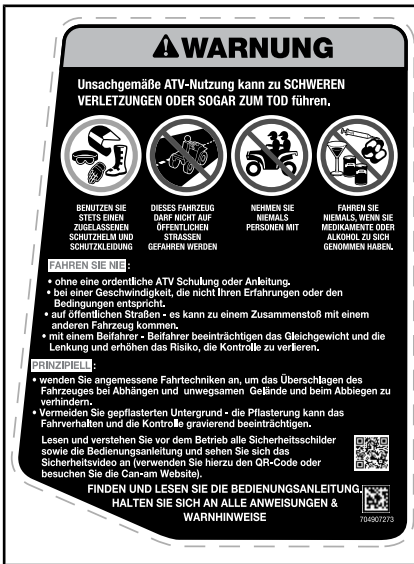 WARNUNG
Unsachgemäße ATV-Nutzung kann zu SCHWEREN
VERLETZUNGEN ODER SOGAR ZUM TOD führen.
BENUTZEN SIE
STETS EINEN
ZUGELASSENEN
SCHUTZHELM UND
SCHUTZKLEIDUNG
DIESES FAHRZEUG
DARF NICHT AUF
ÖFFENTLICHEN
STRASSEN
GEFAHREN WERDEN
NEHMEN SIE
NIEMALS
PERSONEN MIT
FAHREN SIE
NIEMALS, WENN SIE
MEDIKAMENTE ODER
ALKOHOL ZU SICH
GENOMMEN HABEN.
FAHREN SIE NIE:
• ohne eine ordentliche ATV Schulung oder Anleitung.
• bei einer Geschwindigkeit, die nicht Ihren Erfahrungen oder den
Bedingungen entspricht.
• auf öffentlichen Straßen - es kann zu einem Zusammenstoß mit einem
anderen Fahrzeug kommen.
• mit einem Beifahrer - Beifahrer beeinträchtigen das Gleichgewicht und die
Lenkung und erhöhen das Risiko, die Kontrolle zu verlieren.
PRINZIPIELL:
• wenden Sie angemessene Fahrtechniken an, um das Überschlagen des
Fahrzeuges bei Abhängen und unwegsamen Gelände und beim Abbiegen zu
verhindern.
• Vermeiden Sie gepflasterten Untergrund - die Pflasterung kann das
Fahrverhalten und die Kontrolle gravierend beeinträchtigen.
Lesen und verstehen Sie vor dem Betrieb alle Sicherheitsschilder
sowie die Bedienungsanleitung und sehen Sie sich das
Sicherheitsvideo an (verwenden Sie hierzu den QR-Code oder
besuchen Sie die Can-am Website).
FINDEN UND LESEN SIE DIE BEDIENUNGSANLEITUNG.
HALTEN SIE SICH AN ALLE ANWEISUNGEN &
WARNHINWEISE
704907273